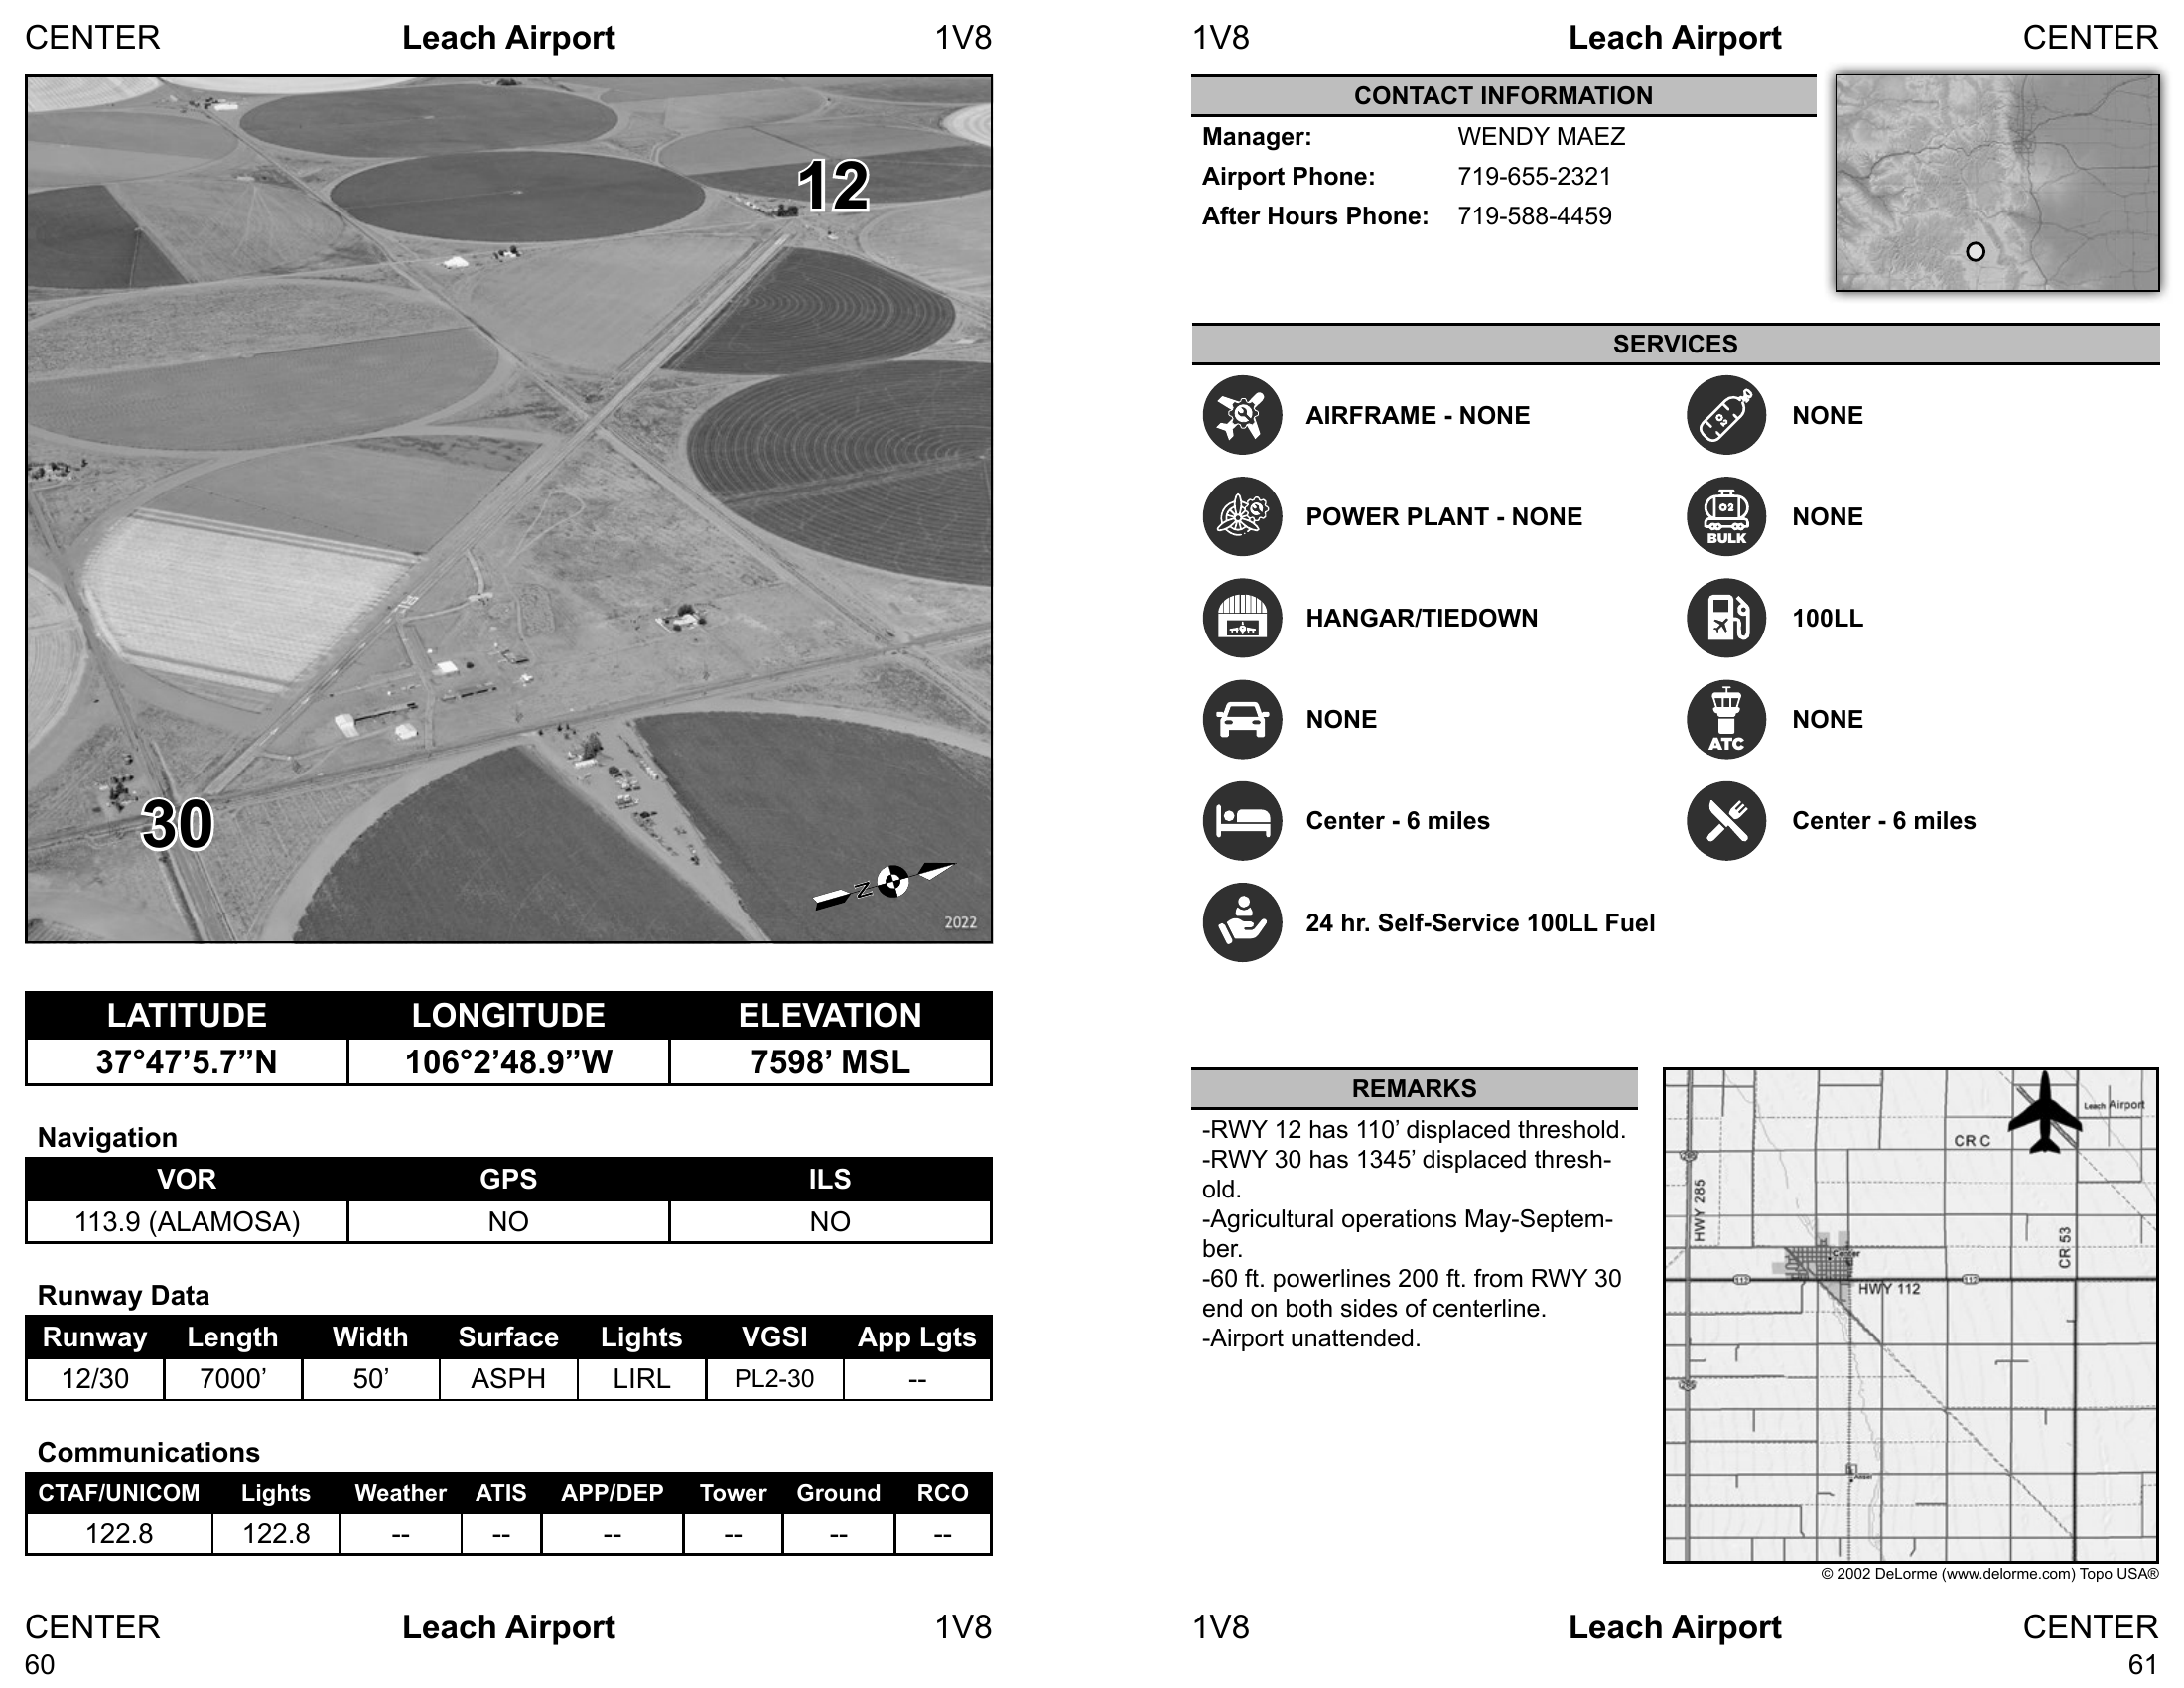 CENTER Leach Airport 1V8
12
30
N
2022
LATITUDE LONGITUDE ELEVATION
37°47’5.7”N 106°2’48.9”W 7598’ MSL
Navigation
VOR GPS ILS
113.9 (ALAMOSA) NO NO
Runway Data
Runway Length Width Surface Lights VGSI App Lgts
12/30 7000’ 50’ ASPH LIRL PL2-30 --
Communications
CTAF/UNICOM Lights Weather ATIS APP/DEP Tower Ground RCO
122.8 122.8 -- -- -- -- -- --
CENTER Leach Airport 1V8
60
1V8 Leach Airport CENTER
CONTACT INFORMATION
Manager: WENDY MAEZ
Airport Phone: 719-655-2321
After Hours Phone: 719-588-4459
SERVICES
AIRFRAME - NONE
O2 NONE
POWER PLANT - NONE
O2 BULK NONE
HANGAR/TIEDOWN
100LL
NONE
ATC NONE
Center - 6 miles
Center - 6 miles
24 hr. Self-Service 100LL Fuel
REMARKS
-RWY 12 has 110’ displaced threshold.
-RWY 30 has 1345’ displaced thresh-
old.
-Agricultural operations May-Septem-
ber.
-60 ft. powerlines 200 ft. from RWY 30
end on both sides of centerline.
-Airport unattended.
Leach Airport
CR C
HWY 285
CR 53
Center
112
112
HWY 112
© 2002 DeLorme (www.delorme.com) Topo USA®
1V8 Leach Airport CENTER
61